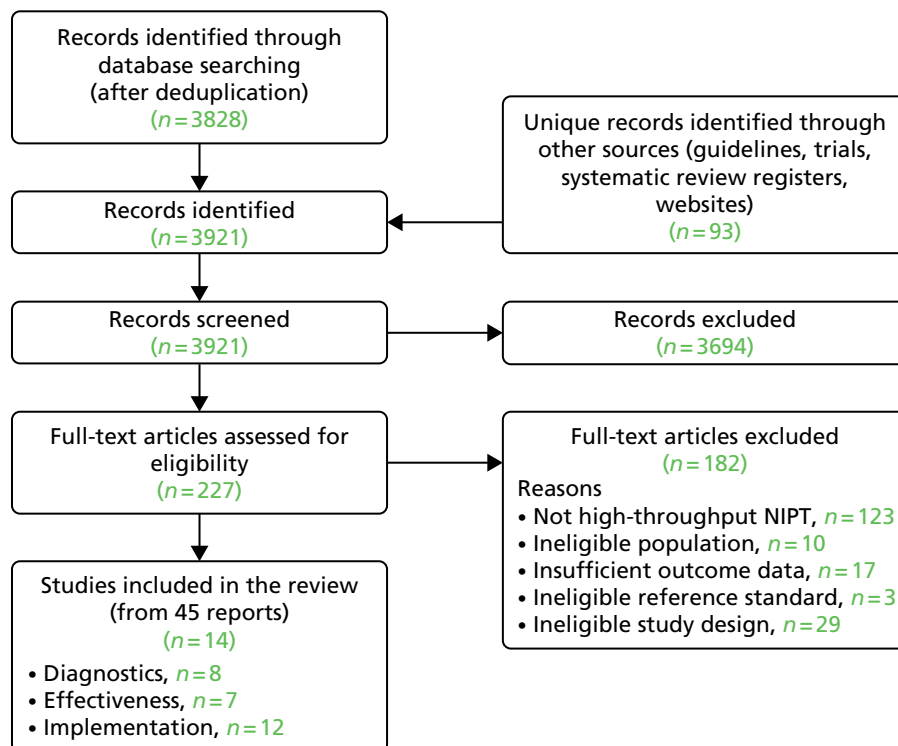 Records identified through
database searching
(after deduplication)
(n=3828)
Unique records identified through
other sources (guidelines, trials,
systematic review registers,
websites)
(n=93)
Records identified
(n=3921)
Records screened
(n=3921)
Records excluded
(n=3694)
Full-text articles assessed for
eligibility
(n=227)
Full-text articles excluded
(n=182)
Reasons
• Not high-throughput NIPT, n=123
• Ineligible population, n=10
• Insufficient outcome data, n=17
• Ineligible reference standard, n=3
• Ineligible study design, n=29
Studies included in the review
(from 45 reports)
(n=14)
• Diagnostics, n=8
• Effectiveness, n=7
• Implementation, n=12